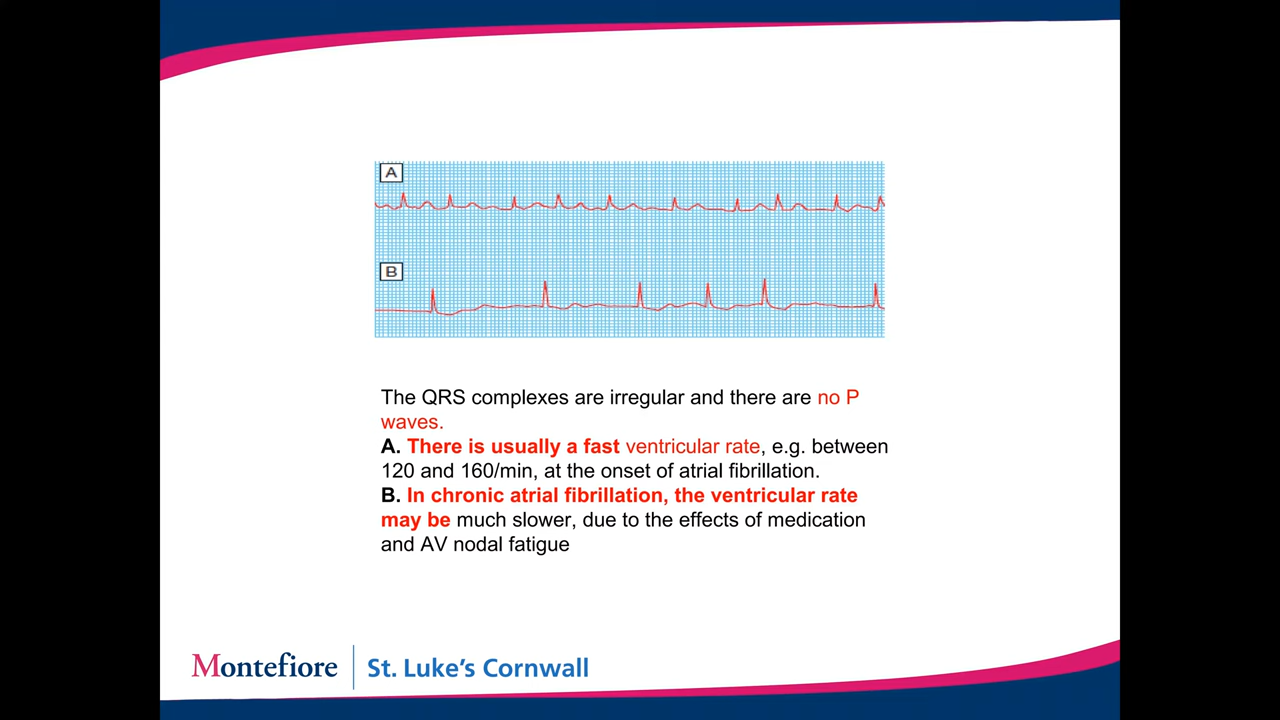 A
B
The QRS complexes are irregular and there are no P
waves.
A. There is usually a fast ventricular rate, e.g. between
120 and 160/min, at the onset of atrial fibrillation.
B. In chronic atrial fibrillation, the ventricular rate
may be much slower, due to the effects of medication
and AV nodal fatigue
Montefiore St. Luke's Cornwall